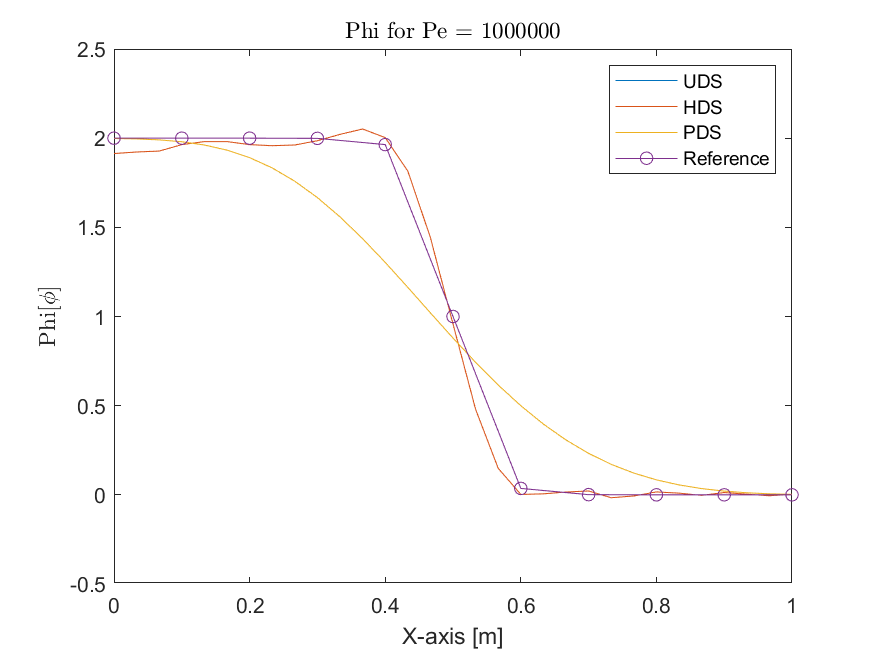 Phi for Pe = 1000000
2.5
2
1.5
1
0.5
0
-0.5
Phi[ϕ]
UDS
HDS
PDS
Reference
0 0.2 0.4 0.6 0.8 1
X-axis [m]